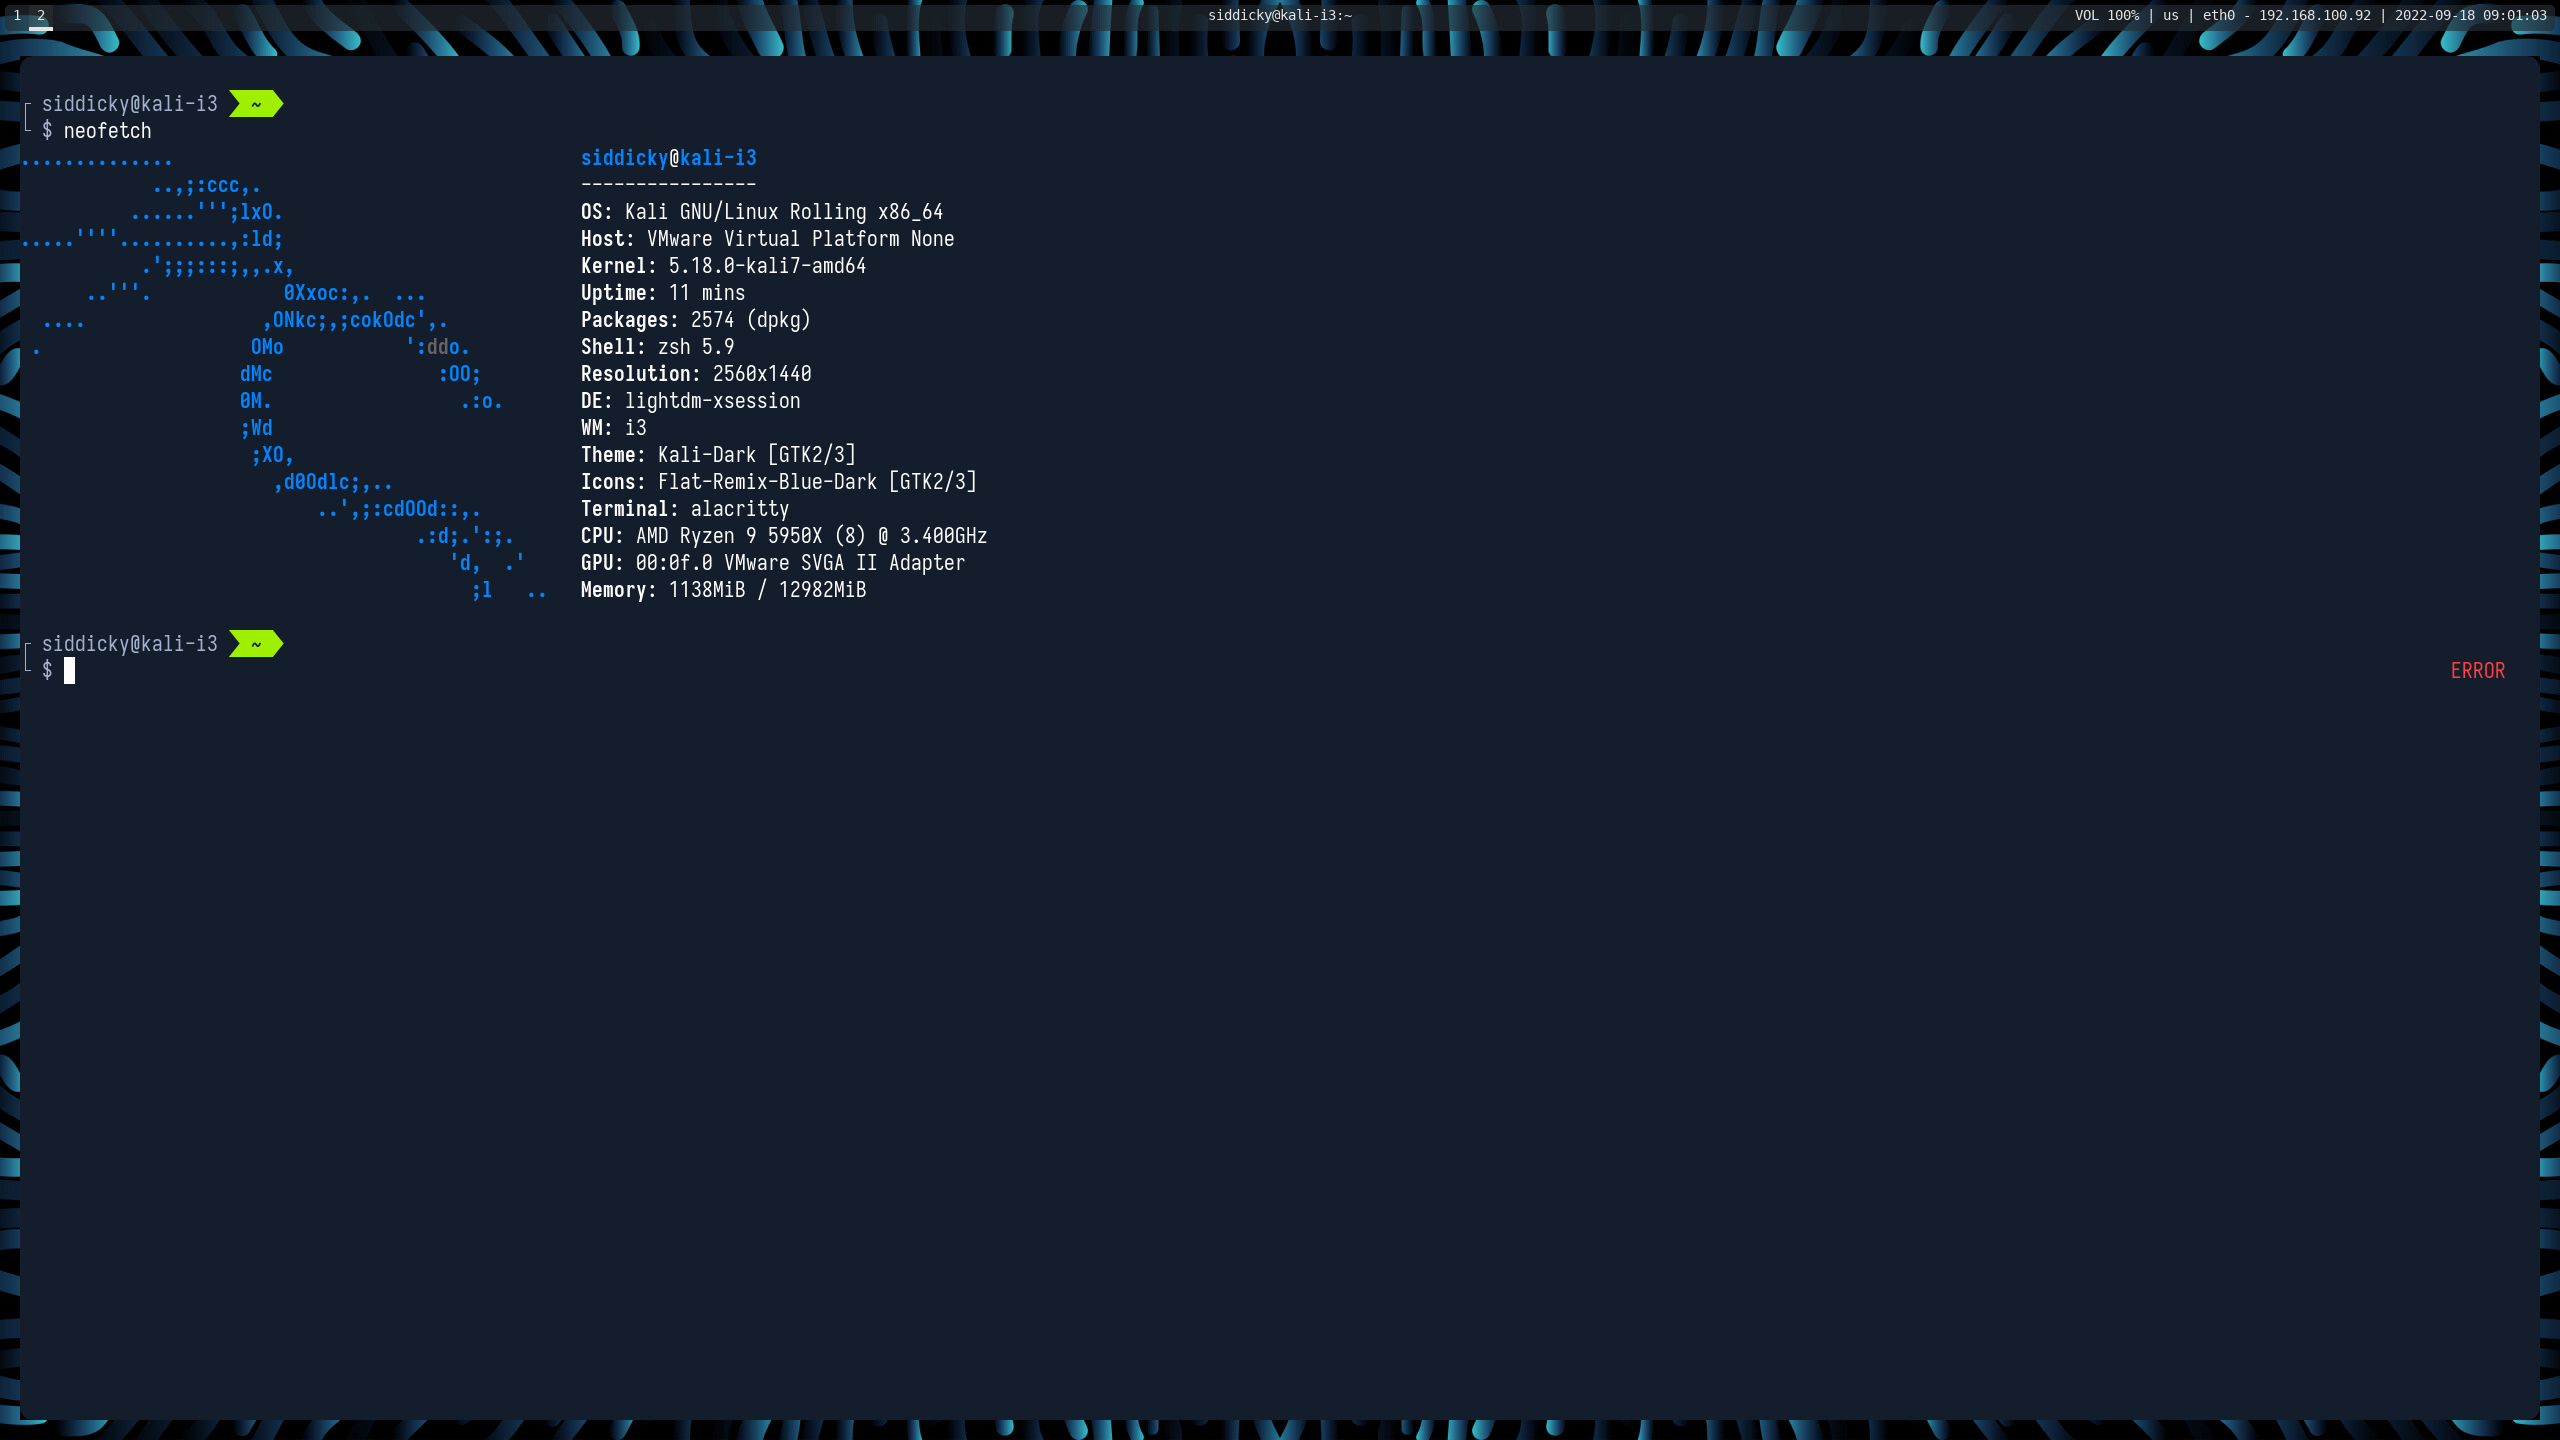 1 2 siddicky@kali-i3:~ VOL 100% | us | eth0 - 192.168.100.92 | 2022-09-18 09:01:03
┌ siddicky@kali-i3 ~
└ $ neofetch
.............. siddicky@kali-i3
            ..,;:ccc,. ----------------
          ......''';lxO. OS: Kali GNU/Linux Rolling x86_64
.....''''..........,:ld; Host: VMware Virtual Platform None
           .';;;:::;,,.x, Kernel: 5.18.0-kali7-amd64
      ..'''.            0Xxoc:,.  ... Uptime: 11 mins
  ....                ,ONkc;,;cokOdc',. Packages: 2574 (dpkg)
 .                   OMo           ':ddo. Shell: zsh 5.9
                    dMc               :OO; Resolution: 2560x1440
                    0M.                 .:o. DE: lightdm-xsession
                    ;Wd WM: i3
                     ;XO, Theme: Kali-Dark [GTK2/3]
                       ,d0Odlc;,.. Icons: Flat-Remix-Blue-Dark [GTK2/3]
                           ..',;:cdOOd::,. Terminal: alacritty
                                    .:d;.':;. CPU: AMD Ryzen 9 5950X (8) @ 3.400GHz
                                       'd,  .' GPU: 00:0f.0 VMware SVGA II Adapter
                                         ;l   .. Memory: 1138MiB / 12982MiB
┌ siddicky@kali-i3 ~
└ $ ERROR